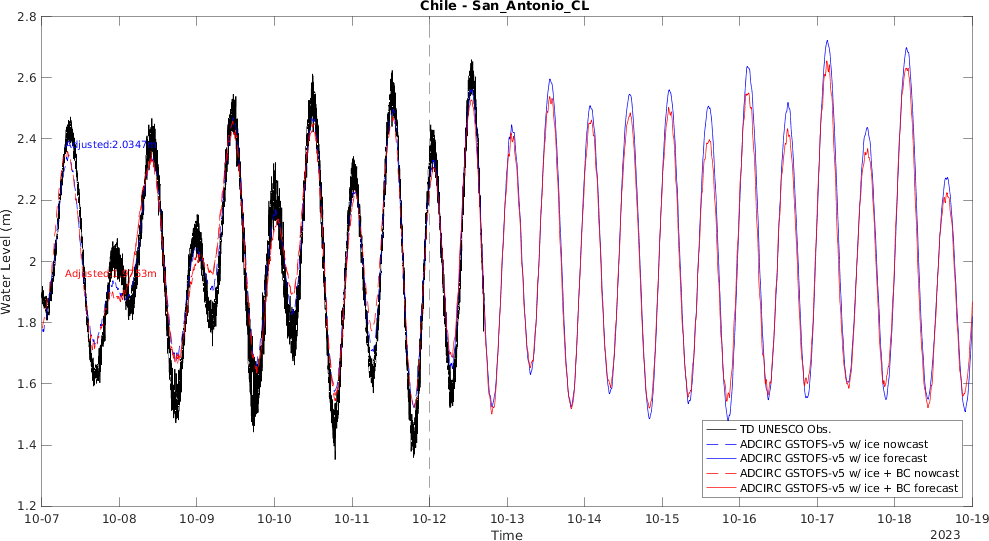 Chile - San_Antonio_CL
2.8
2.6
2.4
2.2
2
1.8
1.6
1.4
1.2
Water Level (m)
Adjusted:2.0347
TD UNESCO Obs.
ADCIRC GSTOFS-v5 w/ ice nowcast
ADCIRC GSTOFS-v5 w/ ice forecast
ADCIRC GSTOFS-v5 w/ ice + BC nowcast
ADCIRC GSTOFS-v5 w/ ice + BC forecast
10-07 10-08 10-09 10-10 10-11 10-12 10-13 10-14 10-15 10-16 10-17 10-18 10-19
Time
2023